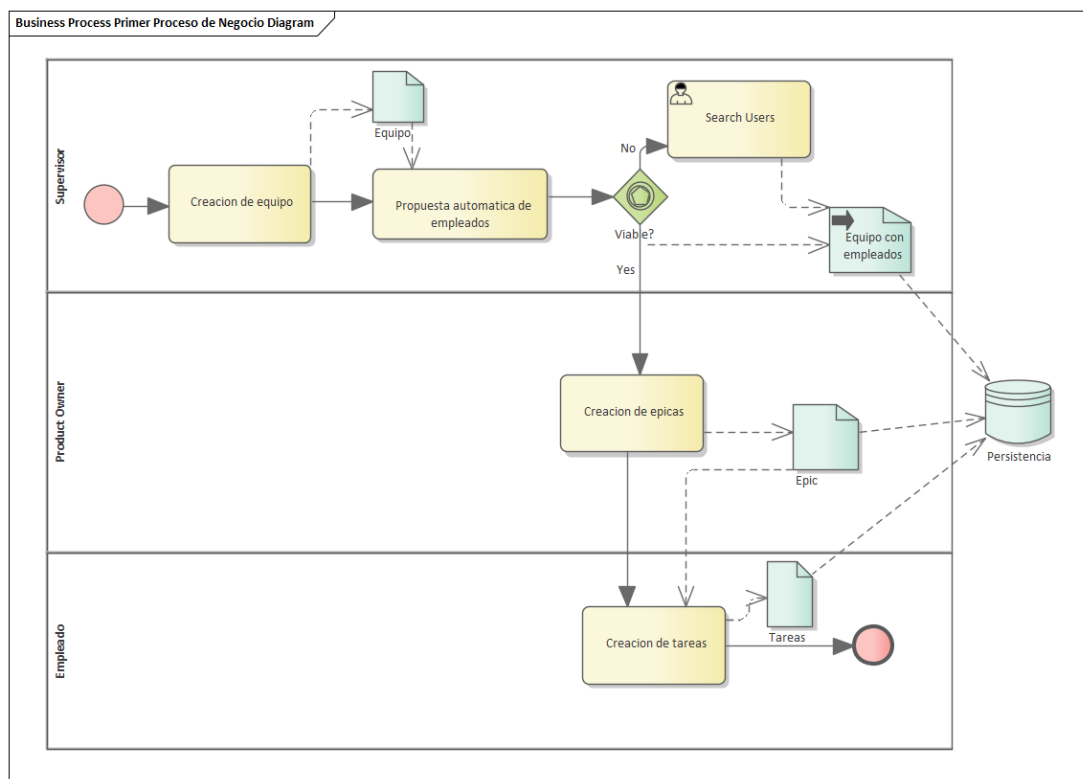 Business Process Primer Proceso de Negocio Diagram
Supervisor
Equipo
Search Users
No
Creacion de equipo
Propuesta automatica de
empleados
Viable?
Equipo con
empleados
Yes
Product Owner
Creacion de epicas
Epic
Persistencia
Empleado
Creacion de tareas
Tareas